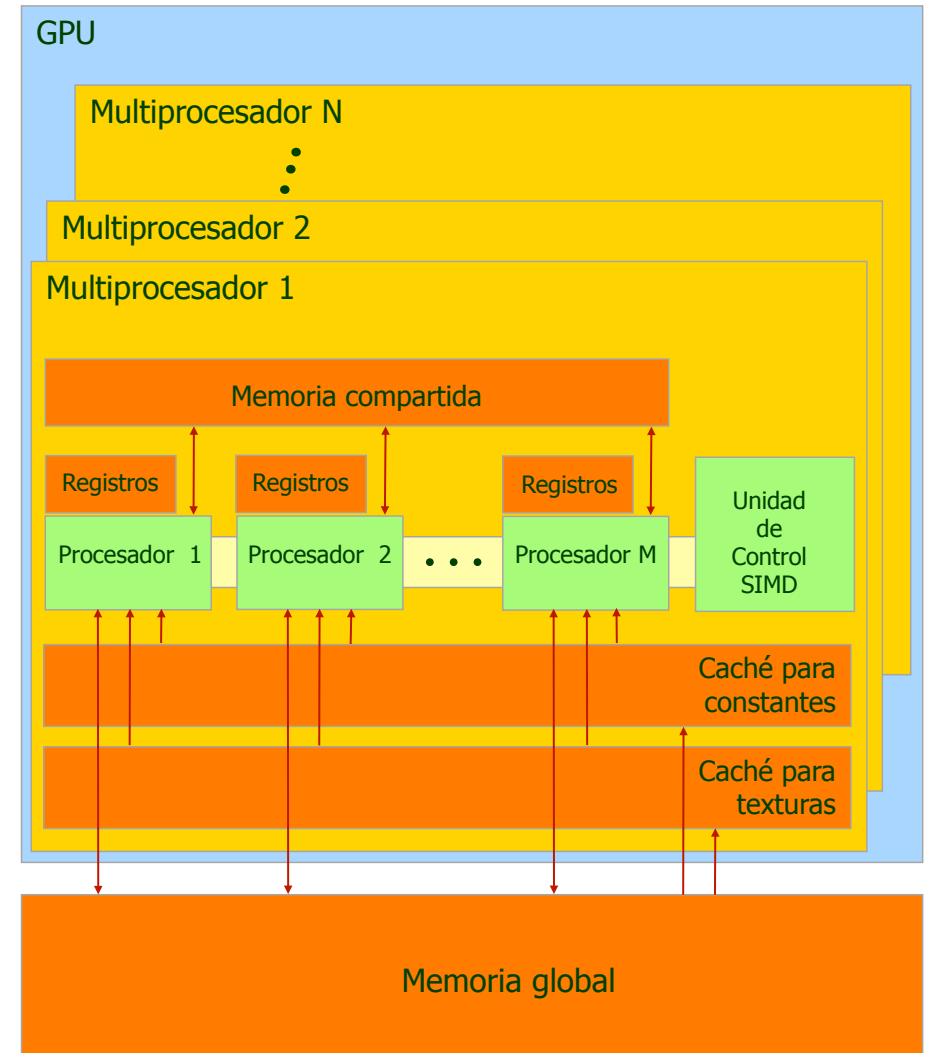 GPU
Multiprocesador N
Multiprocesador 2
Multiprocesador 1
Memoria compartida
Registros
Registros
Registros
Procesador 1
Procesador 2
Procesador M
Unidad
de
Control
SIMD
Caché para
constantes
Caché para
texturas
Memoria global